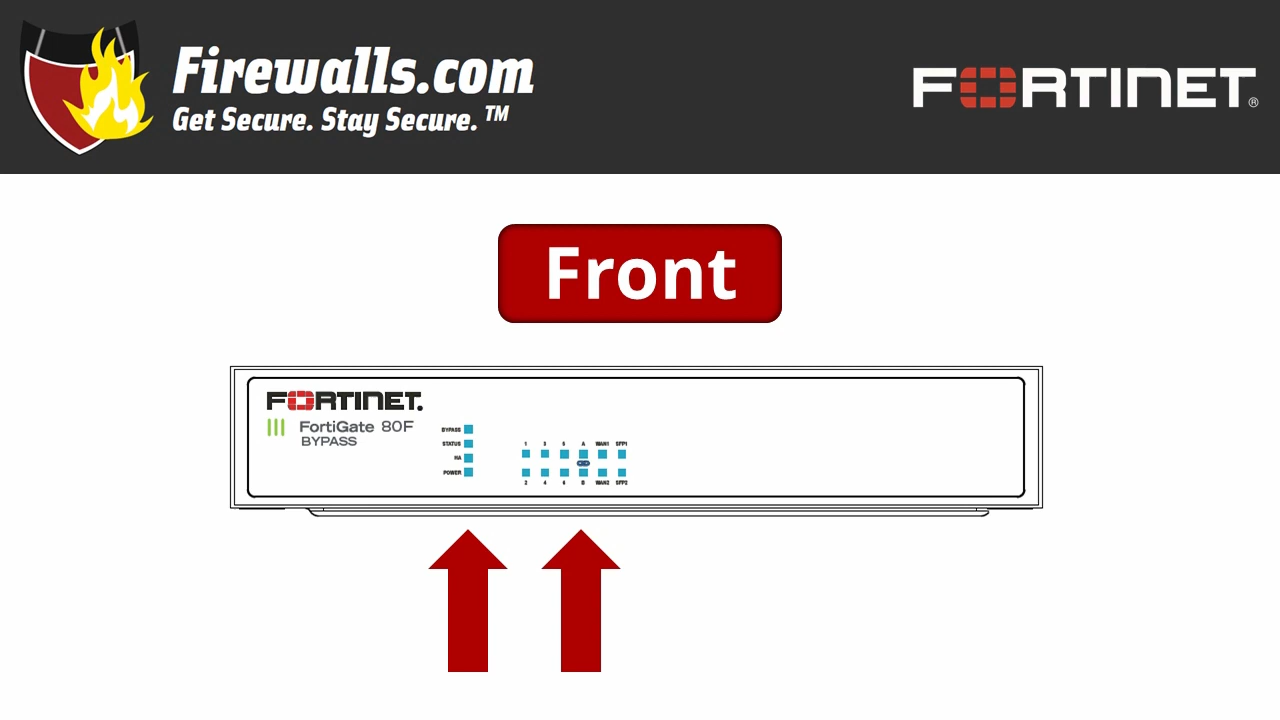 Firewalls.com
Get Secure. Stay Secure.™
FORTINET®
Front
FORTINET.
FortiGate 80F
BYPASS
BYPASS
STATUS
HA
POWER
1 3 5 A WAN1 SFP1
2 4 6 B WAN2 SFP2